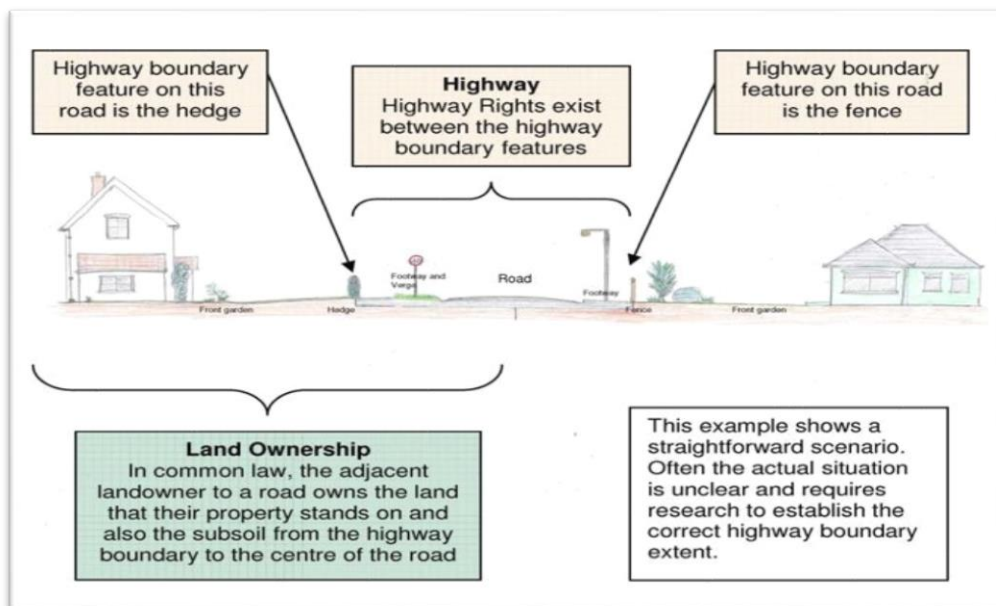 Highway boundary
feature on this
road is the hedge
Highway
Highway Rights exist
between the highway
boundary features
Highway boundary
feature on this road
is the fence
Footway and
Verge
Road
Footway
Front garden
Hedge
Fence
Front garden
Land Ownership
In common law, the adjacent
landowner to a road owns the land
that their property stands on and
also the subsoil from the highway
boundary to the centre of the road
This example shows a
straightforward scenario.
Often the actual situation
is unclear and requires
research to establish the
correct highway boundary
extent.